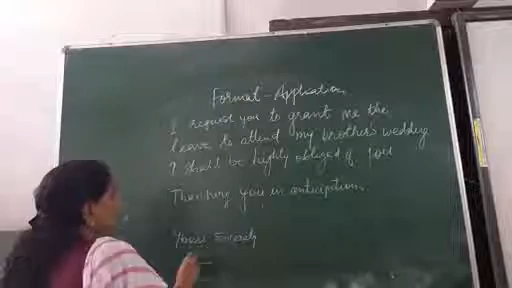 Formal - Application
I request you to grant me the
leave to attend my brother's wedding
I shall be highly obliged of you
Thanking you in anticiption.
Yours Sincerely